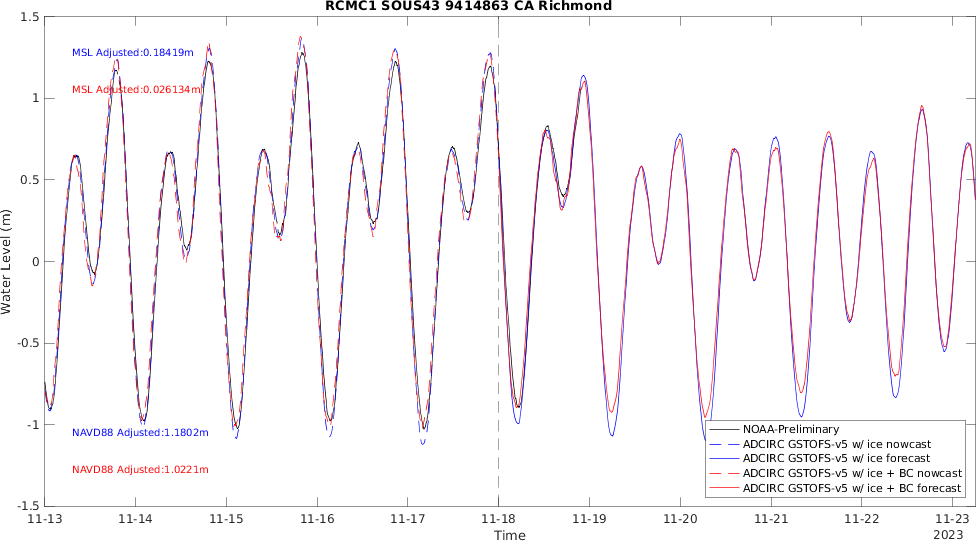 RCMC1 SOUS43 9414863 CA Richmond
1.5
MSL Adjusted:0.18419m
1
MSL Adjusted:0.026134m
0.5
Water Level (m)
0
-0.5
-1
NAVD88 Adjusted:1.1802m
NAVD88 Adjusted:1.0221m
-1.5
NOAA-Preliminary
ADCIRC GSTOFS-v5 w/ ice nowcast
ADCIRC GSTOFS-v5 w/ ice forecast
ADCIRC GSTOFS-v5 w/ ice + BC nowcast
ADCIRC GSTOFS-v5 w/ ice + BC forecast
11-13 11-14 11-15 11-16 11-17 11-18 11-19 11-20 11-21 11-22 11-23
Time 2023